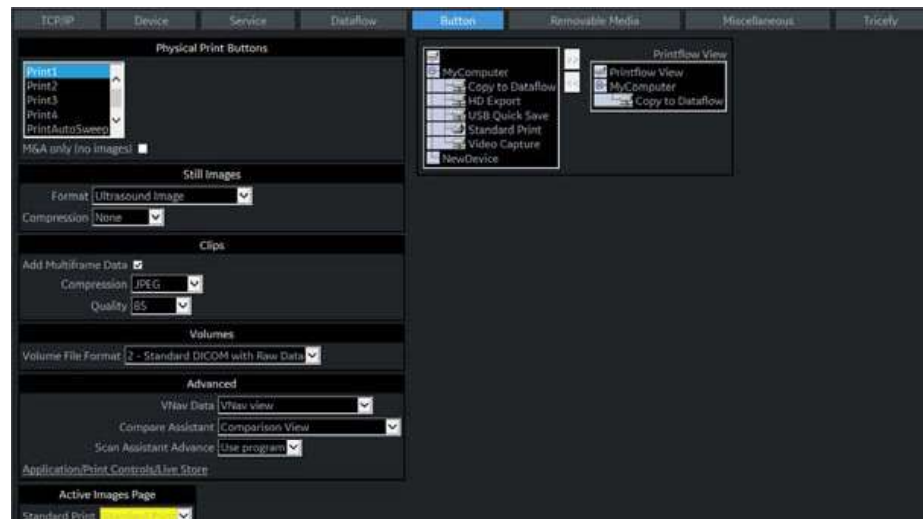 TCP/IP Device Service Dataflow Button Removable Media Miscellaneous Tricefy
Physical Print Buttons
Print1
Print2
Print3
Print4
PrintAutoSweep
M&A only (no images)
Still Images
Format Ultrasound Image
Compression None
Clips
Add Multiframe Data
Compression JPEG
Quality 85
Volumes
Volume File Format 2 - Standard DICOM with Raw Data
Advanced
VNav Data VNav view
Compare Assistant Comparison View
Scan Assistant Advance Use program
Application/Print Controls/Live Store
Active Images Page
Standard Print
MyComputer
Copy to Dataflow
HD Export
USB Quick Save
Standard Print
Video Capture
NewDevice
>>
<<
Printflow View
Printflow View
MyComputer
Copy to Dataflow